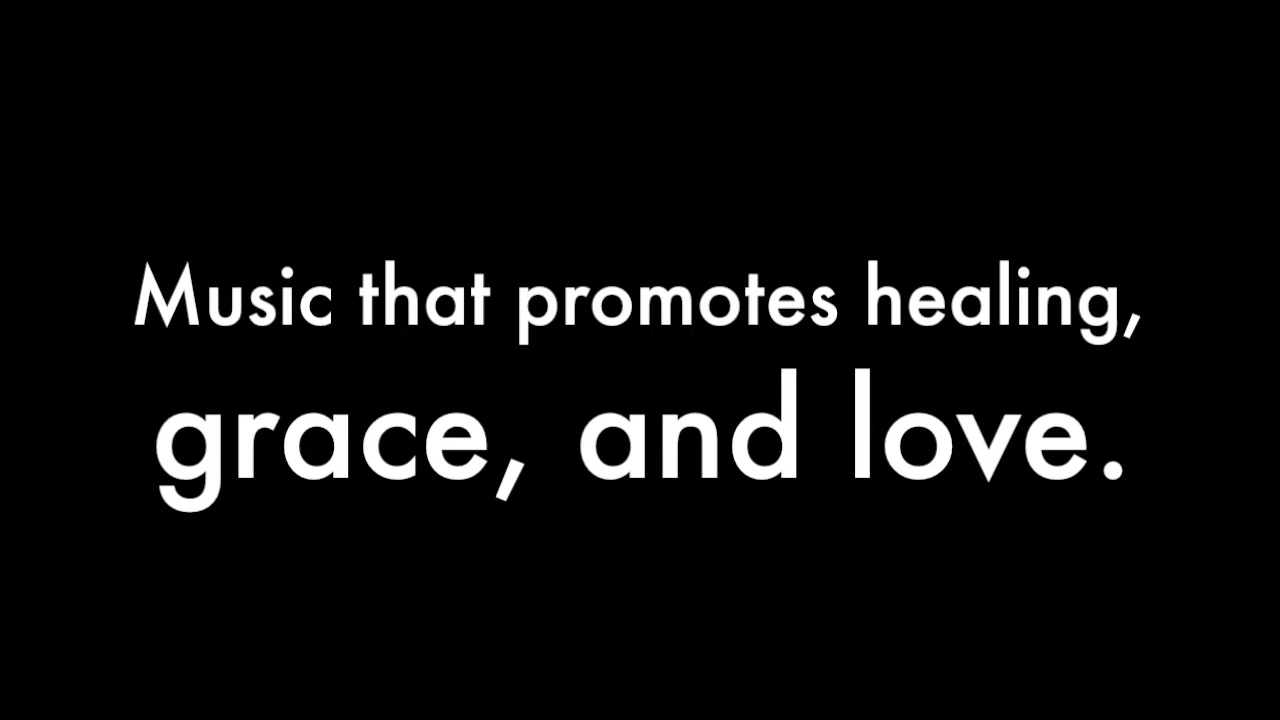 Music that promotes healing,
grace, and love.